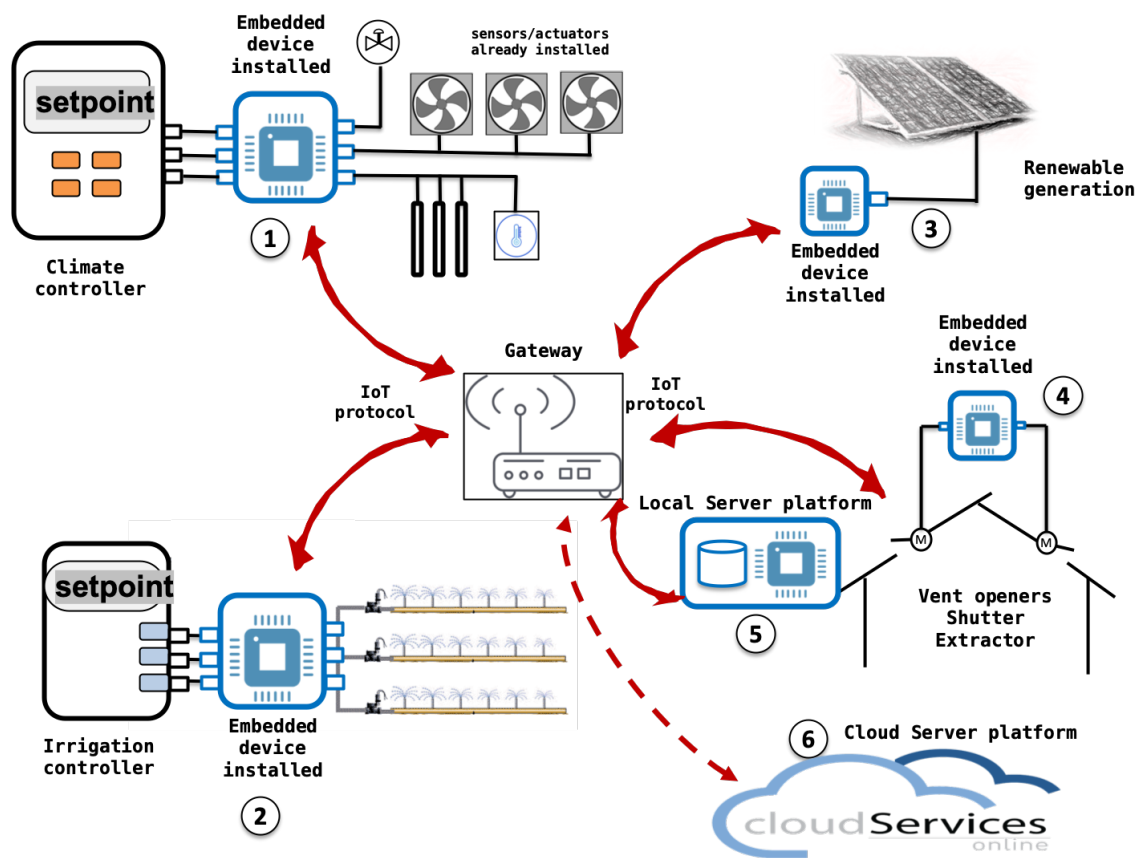 Embedded
device
installed
sensors/actuators
already installed
setpoint
1
Climate
controller
Renewable
generation
3
Embedded
device
installed
Gateway
IoT
protocol
IoT
protocol
Embedded
device
installed
4
Local Server platform
M
M
Vent openers
Shutter
Extractor
5
setpoint
Irrigation
controller
Embedded
device
installed
2
6
Cloud Server platform
cloudServices
online